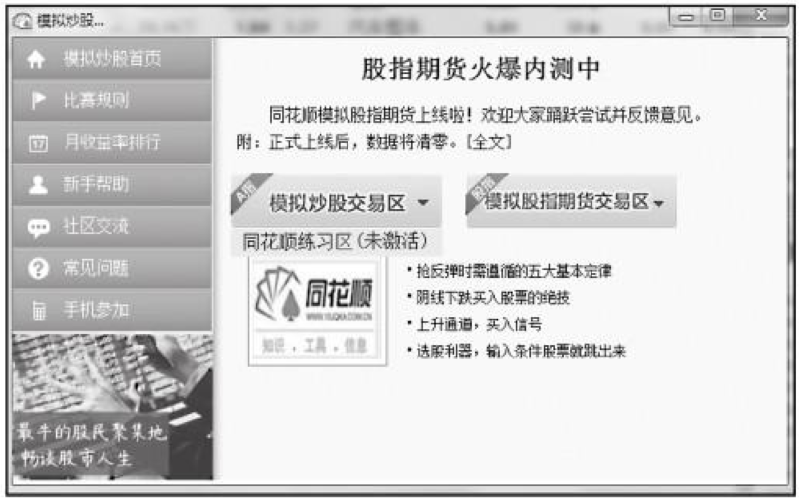 模拟炒股...
模拟炒股首页
比赛规则
17
月收益率排行
新手帮助
社区交流
常见问题
手机参加
最牛的股民聚集地
畅谈股市人生
股指期货火爆内测中
同花顺模拟股指期货上线啦！欢迎大家踊跃尝试并反馈意见。
附：正式上线后，数据将清零。[全文]
A股
模拟炒股交易区
模拟股指期货交易区
同花顺练习区(未激活)
同花顺
知识 . 工具 . 信息
·抢反弹时需遵循的五大基本定律
·阴线下跌买入股票的绝技
·上升通道，买入信号
·选股利器，输入条件股票就跳出来